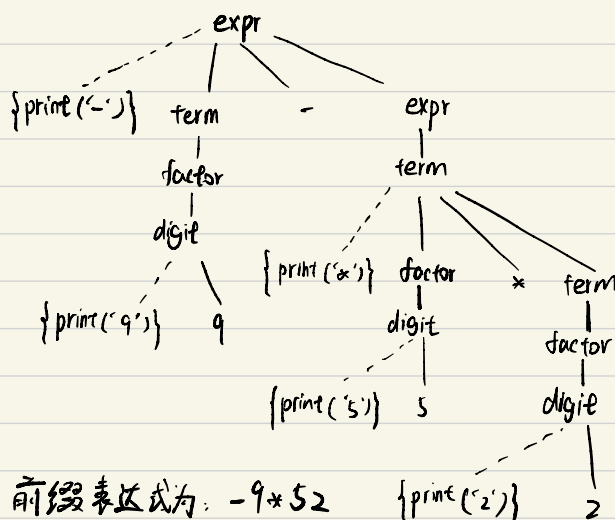 expr
{print('-')} term - expr
factor term
digit {print('*')} factor * term
{print('9')} 9 digit factor
{print('5')} 5 digit
前缀表达式为: -9*52 {print('2')} 2